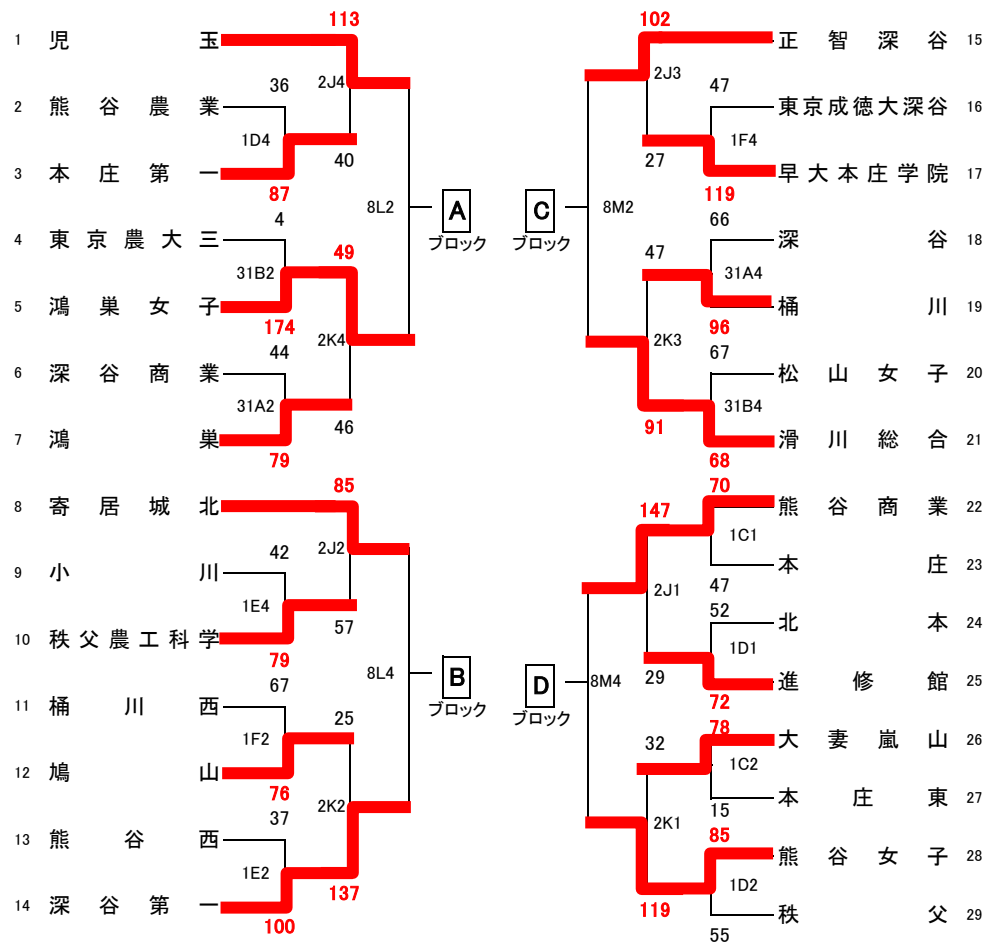 113
1 児玉
2J4
36
2 熊谷農業
1D4
40
3 本庄第一
87
8L2
A
ブロック
4
4 東京農大三
49
31B2
5 鴻巣女子
174
2K4
44
6 深谷商業
31A2
46
7 鴻巣
79
85
8 寄居城北
2J2
42
9 小川
1E4
57
10 秩父農工科学
79
8L4
B
ブロック
67
11 桶川西
25
1F2
12 鳩山
76
2K2
37
13 熊谷西
1E2
137
14 深谷第一
100
102
正智深谷 15
2J3
47
東京成徳大深谷 16
1F4
27
早大本庄学院 17
119
C
8M2
ブロック
66
深谷 18
47
31A4
桶川 19
96
2K3
67
松山女子 20
31B4
91
滑川総合 21
68
70
147
熊谷商業 22
1C1
本庄 23
2J1
47
52
北本 24
1D1
29
進修館 25
72
D
8M4
ブロック
78
大妻嵐山 26
32
1C2
本庄東 27
15
2K1
85
熊谷女子 28
1D2
119
秩父 29
55